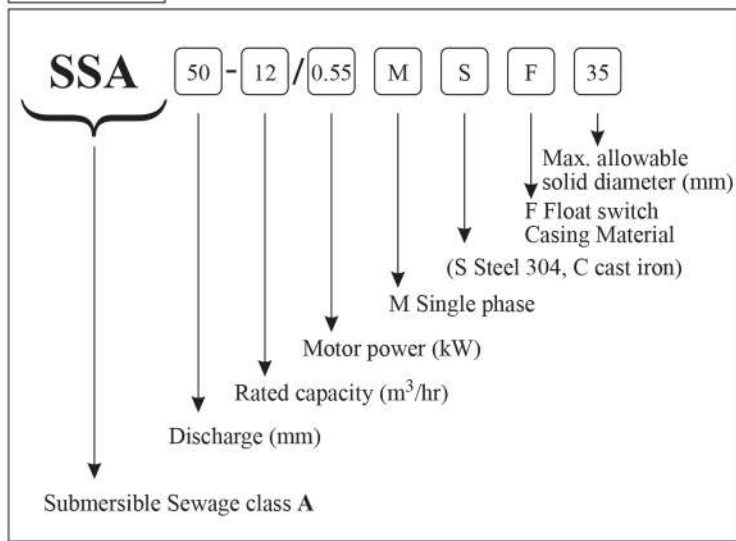 SSA 50 - 12 / 0.55 M S F 35
Max. allowable
solid diameter (mm)
F Float switch
Casing Material
(S Steel 304, C cast iron)
M Single phase
Motor power (kW)
Rated capacity (m³/hr)
Discharge (mm)
Submersible Sewage class A